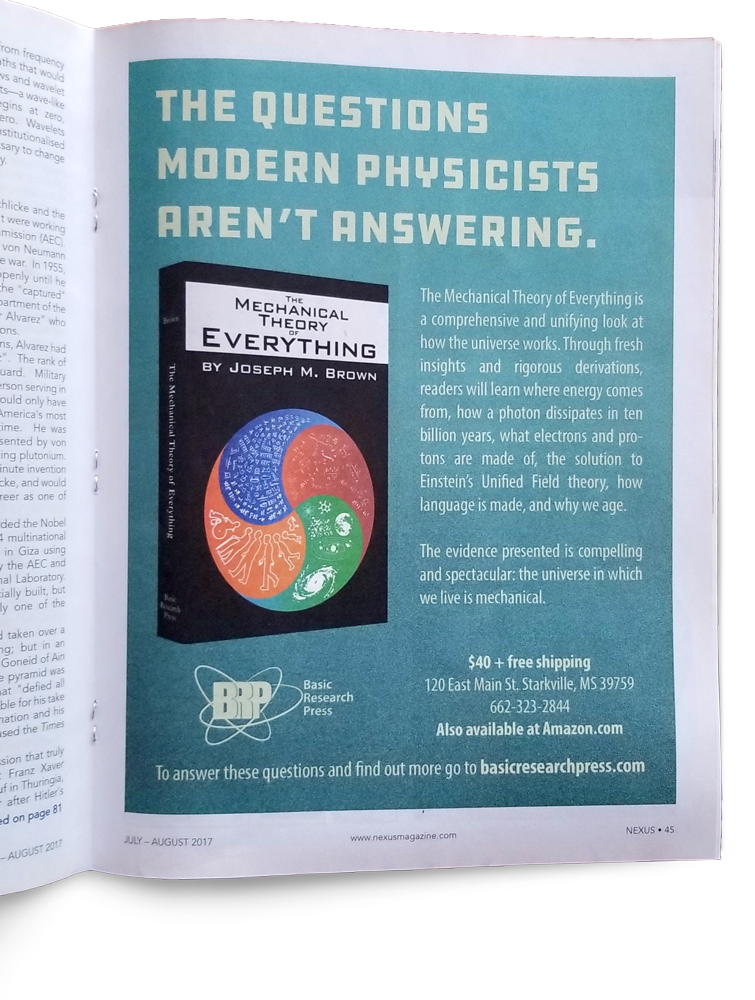 from frequency
aths that would
ws and wavelet
ts—a wave-like
egins at zero,
ero. Wavelets
stitutionalised
ssary to change
y.
hlicke and the
t were working
mission (AEC).
von Neumann
e war. In 1955,
openly until he
the "captured"
partment of the
r Alvarez" who
ons.
ns, Alvarez had
z". The rank of
uard. Military
erson serving in
ould only have
America's most
time. He was
sented by von
ing plutonium.
inute invention
cke, and would
reer as one of
ded the Nobel
4 multinational
in Giza using
y the AEC and
nal Laboratory.
cially built, but
ly one of the
d taken over a
ng; but in an
Goneid of Ain
e pyramid was
hat "defied all
ble for his take
mation and his
used the Times
ssion that truly
t Franz Xaver
uf in Thuringia,
r after Hitler's
ed on page 81
– AUGUST 2017
THE QUESTIONS
MODERN PHYSICISTS
AREN'T ANSWERING.
Brown
The Mechanical Theory of Everything
Basic
Research
Press
THE
MECHANICAL
THEORY
OF
EVERYTHING
BY JOSEPH M. BROWN
The Mechanical Theory of Everything is
a comprehensive and unifying look at
how the universe works. Through fresh
insights and rigorous derivations,
readers will learn where energy comes
from, how a photon dissipates in ten
billion years, what electrons and pro-
tons are made of, the solution to
Einstein's Unified Field theory, how
language is made, and why we age.
The evidence presented is compelling
and spectacular: the universe in which
we live is mechanical.
BRP
Basic
Research
Press
$40 + free shipping
120 East Main St. Starkville, MS 39759
662-323-2844
Also available at Amazon.com
To answer these questions and find out more go to basicresearchpress.com
JULY – AUGUST 2017
www.nexusmagazine.com
NEXUS • 45